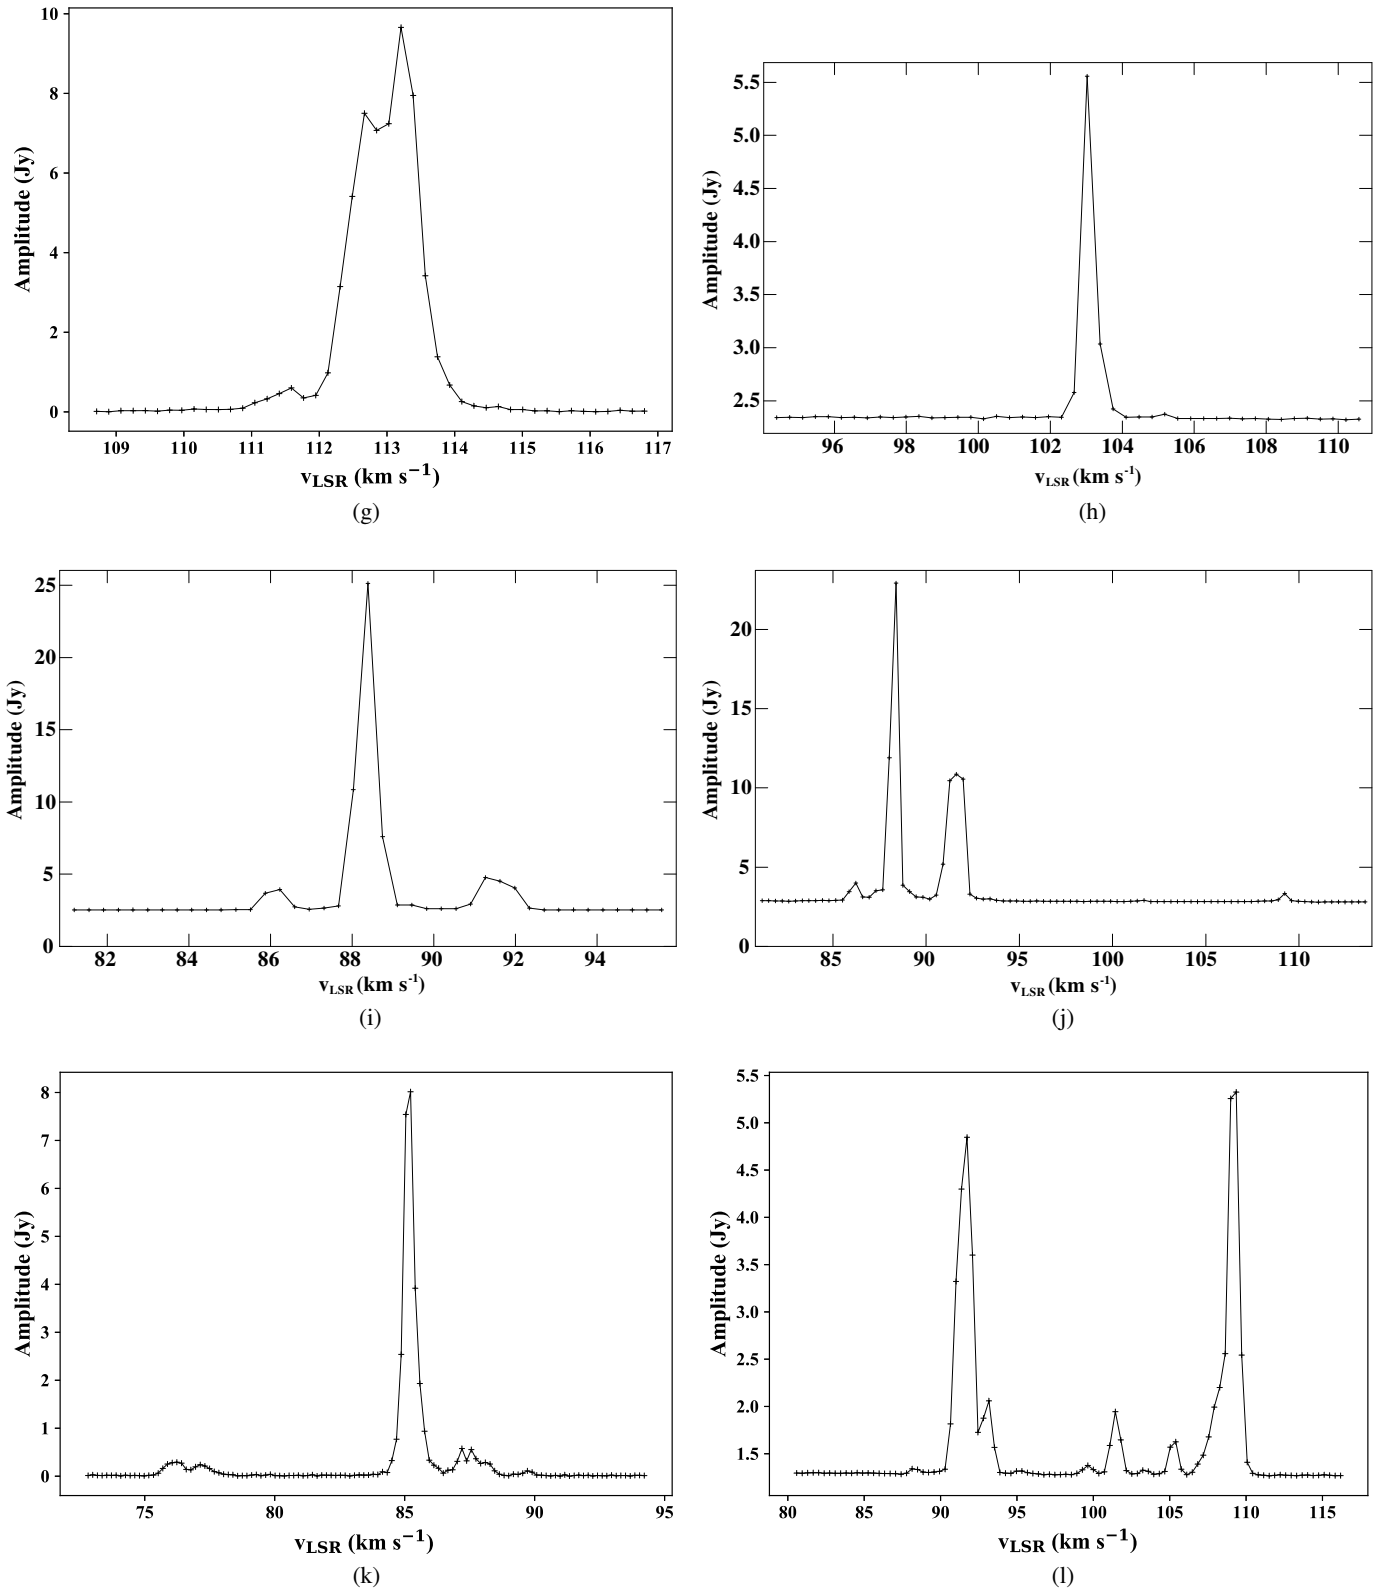 10
8
6
4
2
0
Amplitude (Jy)
109 110 111 112 113 114 115 116 117
vLSR (km s−1)
(g)
5.5
5.0
4.5
4.0
3.5
3.0
2.5
Amplitude (Jy)
96 98 100 102 104 106 108 110
vLSR (km s-1)
(h)
25
20
15
10
5
0
Amplitude (Jy)
82 84 86 88 90 92 94
vLSR (km s-1)
(i)
20
15
10
5
0
Amplitude (Jy)
85 90 95 100 105 110
vLSR (km s-1)
(j)
8
7
6
5
4
3
2
1
0
Amplitude (Jy)
75 80 85 90 95
vLSR (km s−1)
(k)
5.5
5.0
4.5
4.0
3.5
3.0
2.5
2.0
1.5
Amplitude (Jy)
80 85 90 95 100 105 110 115
vLSR (km s−1)
(l)